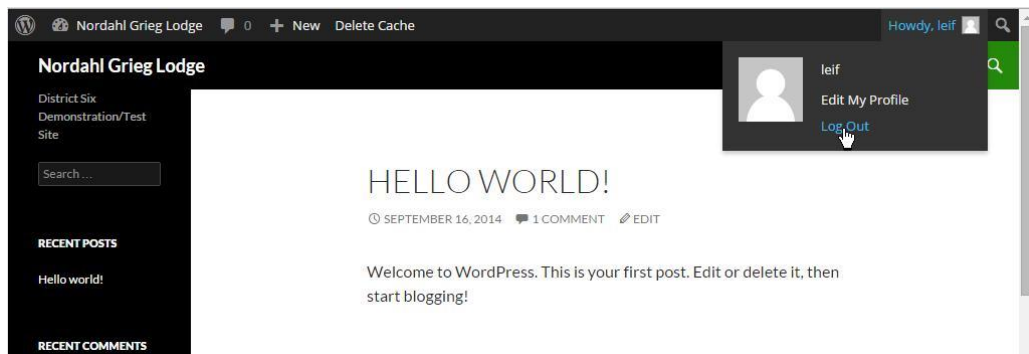 Nordahl Grieg Lodge 0 New Delete Cache Howdy, leif
leif
Edit My Profile
Log Out
Nordahl Grieg Lodge
District Six
Demonstration/Test
Site
Search ...
RECENT POSTS
Hello world!
RECENT COMMENTS
HELLO WORLD!
SEPTEMBER 16, 2014 1 COMMENT EDIT
Welcome to WordPress. This is your first post. Edit or delete it, then
start blogging!